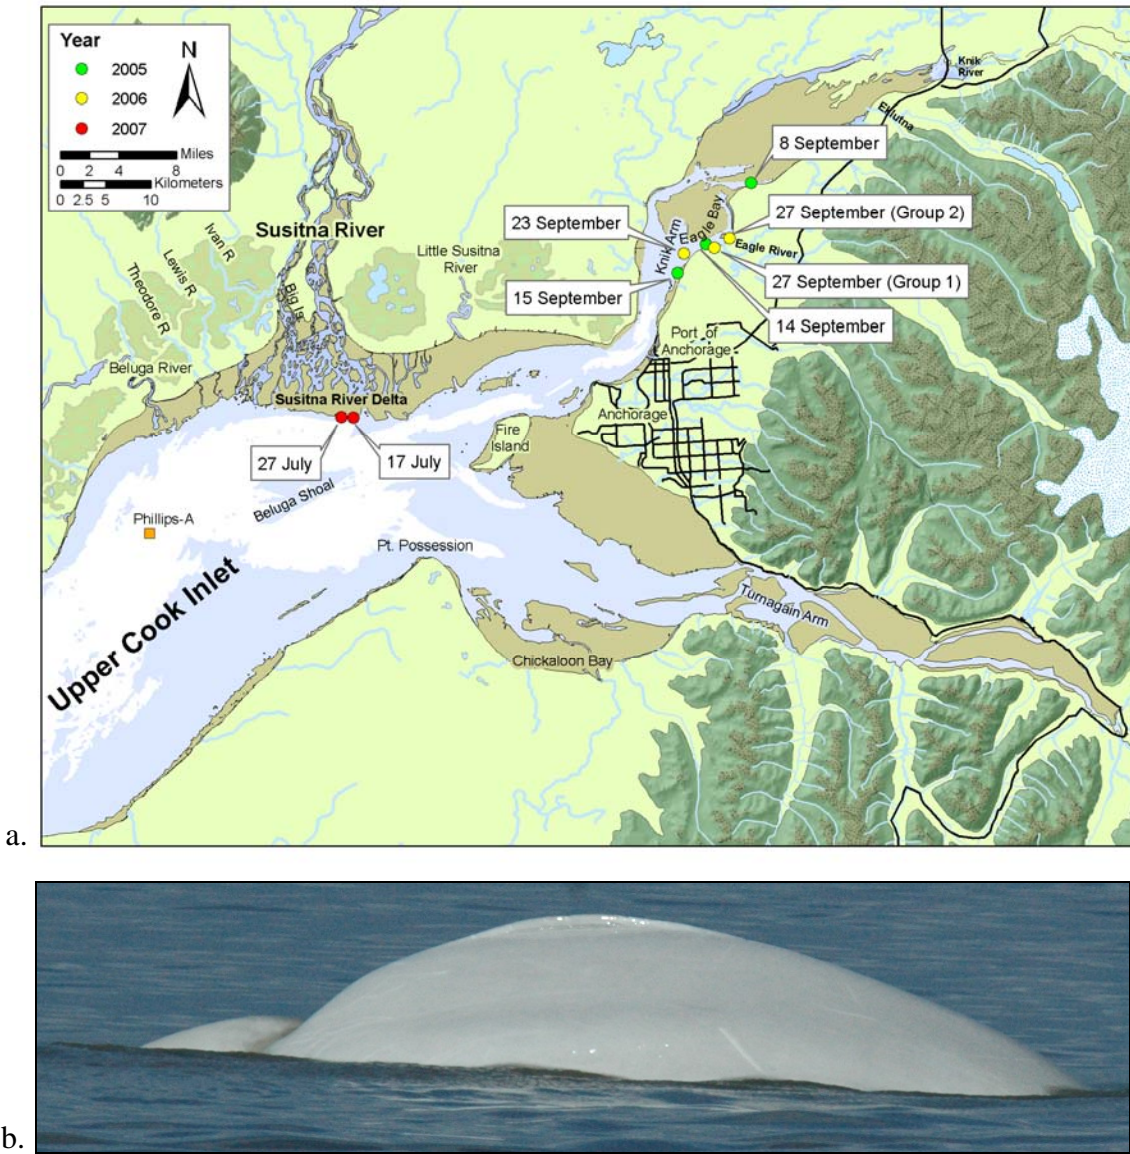 Year
N
2005
2006
2007
Miles
0 2 4 8
Kilometers
0 2.5 5 10
Knik
River
Eklutna
8 September
27 September (Group 2)
23 September
Eagle Bay
Knik Arm
Eagle River
27 September (Group 1)
15 September
14 September
Susitna River
Little Susitna
River
Ivan R
Lewis R
Theodore R
Big Is
Port of
Anchorage
Beluga River
Susitna River Delta
Anchorage
Fire
Island
27 July
17 July
Beluga Shoal
Phillips-A
Pt. Possession
Upper Cook Inlet
Turnagain Arm
Chickaloon Bay
a.
b.